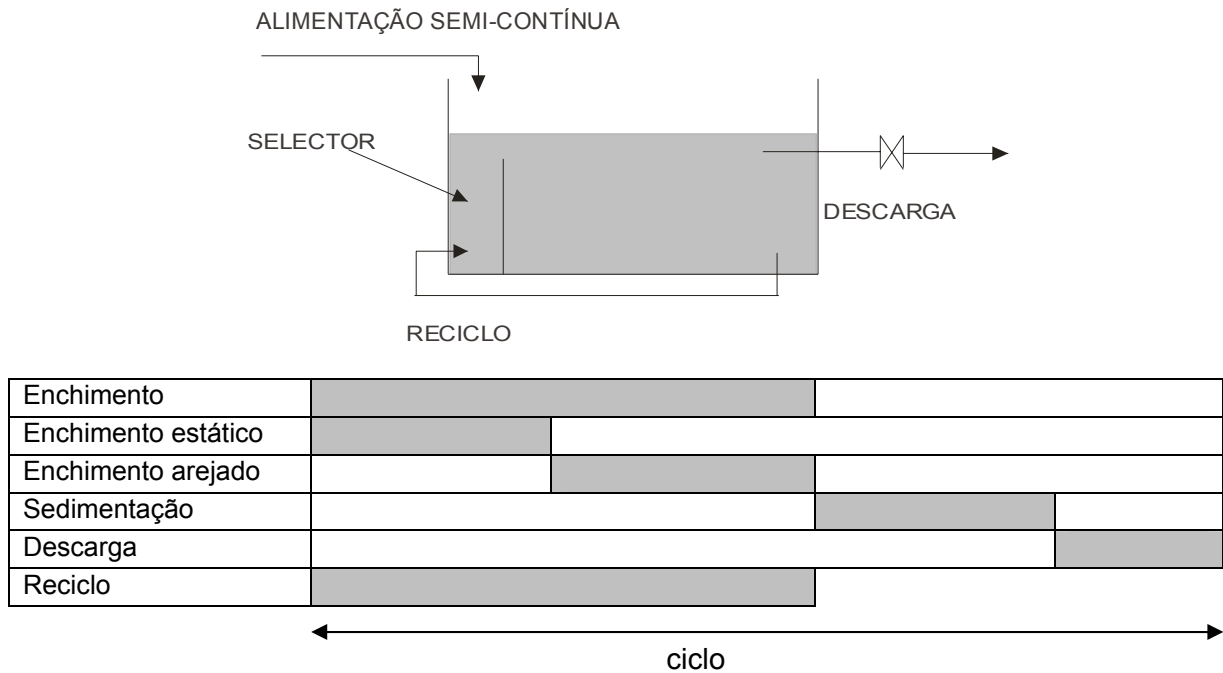 ALIMENTAÇÃO SEMI-CONTÍNUA
SELECTOR
DESCARGA
RECICLO
Enchimento
Enchimento estático
Enchimento arejado
Sedimentação
Descarga
Reciclo
ciclo